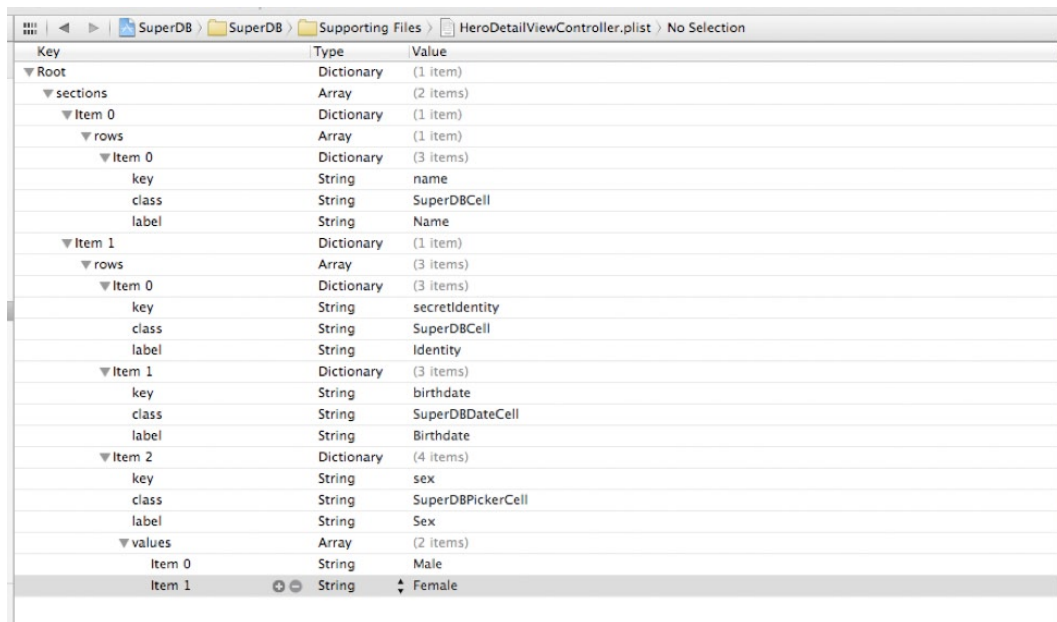 SuperDB SuperDB Supporting Files HeroDetailViewController.plist No Selection
Key Type Value
Root Dictionary (1 item)
sections Array (2 items)
Item 0 Dictionary (1 item)
rows Array (1 item)
Item 0 Dictionary (3 items)
key String name
class String SuperDBCell
label String Name
Item 1 Dictionary (1 item)
rows Array (3 items)
Item 0 Dictionary (3 items)
key String secretIdentity
class String SuperDBCell
label String Identity
Item 1 Dictionary (3 items)
key String birthdate
class String SuperDBDateCell
label String Birthdate
Item 2 Dictionary (4 items)
key String sex
class String SuperDBPickerCell
label String Sex
values Array (2 items)
Item 0 String Male
Item 1 String Female